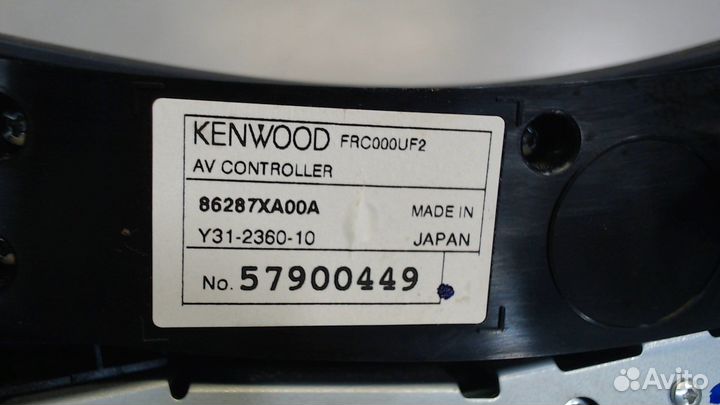 KENWOOD FRC000UF2
AV CONTROLLER
86287XA00A MADE IN
Y31-2360-10 JAPAN
No. 57900449
Avito